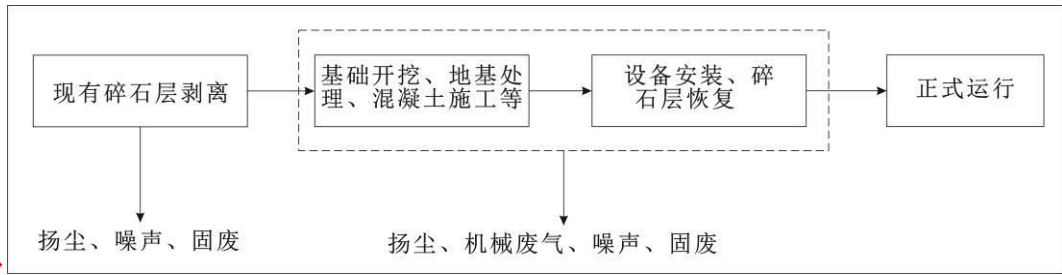 现有碎石层剥离
基础开挖、地基处
理、混凝土施工等
设备安装、碎
石层恢复
正式运行
扬尘、噪声、固废
扬尘、机械废气、噪声、固废